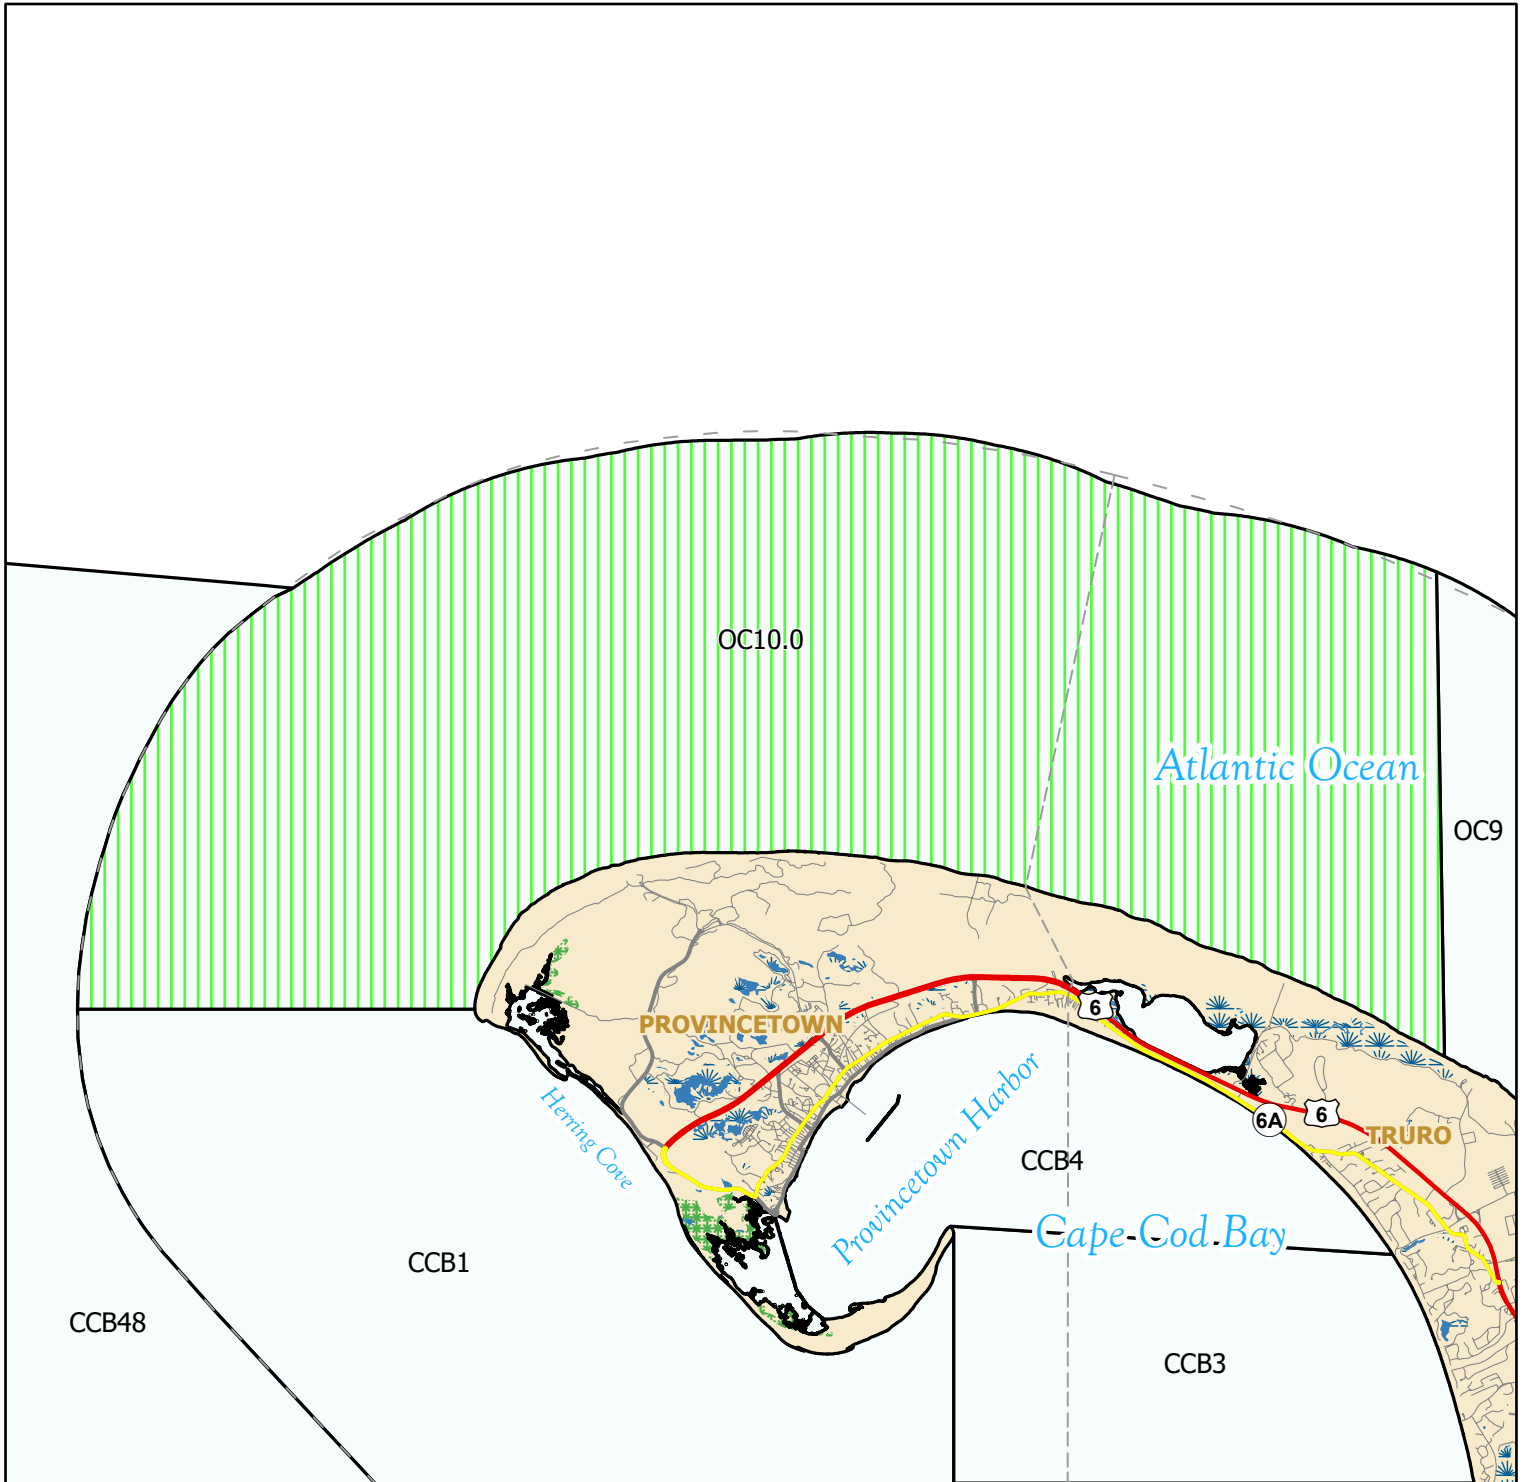 OC10.0
Atlantic Ocean
OC9
6
PROVINCETOWN
Herring Cove
Provincetown Harbor
6A
6
TRURO
CCB4
Cape Cod Bay
CCB1
CCB48
CCB3